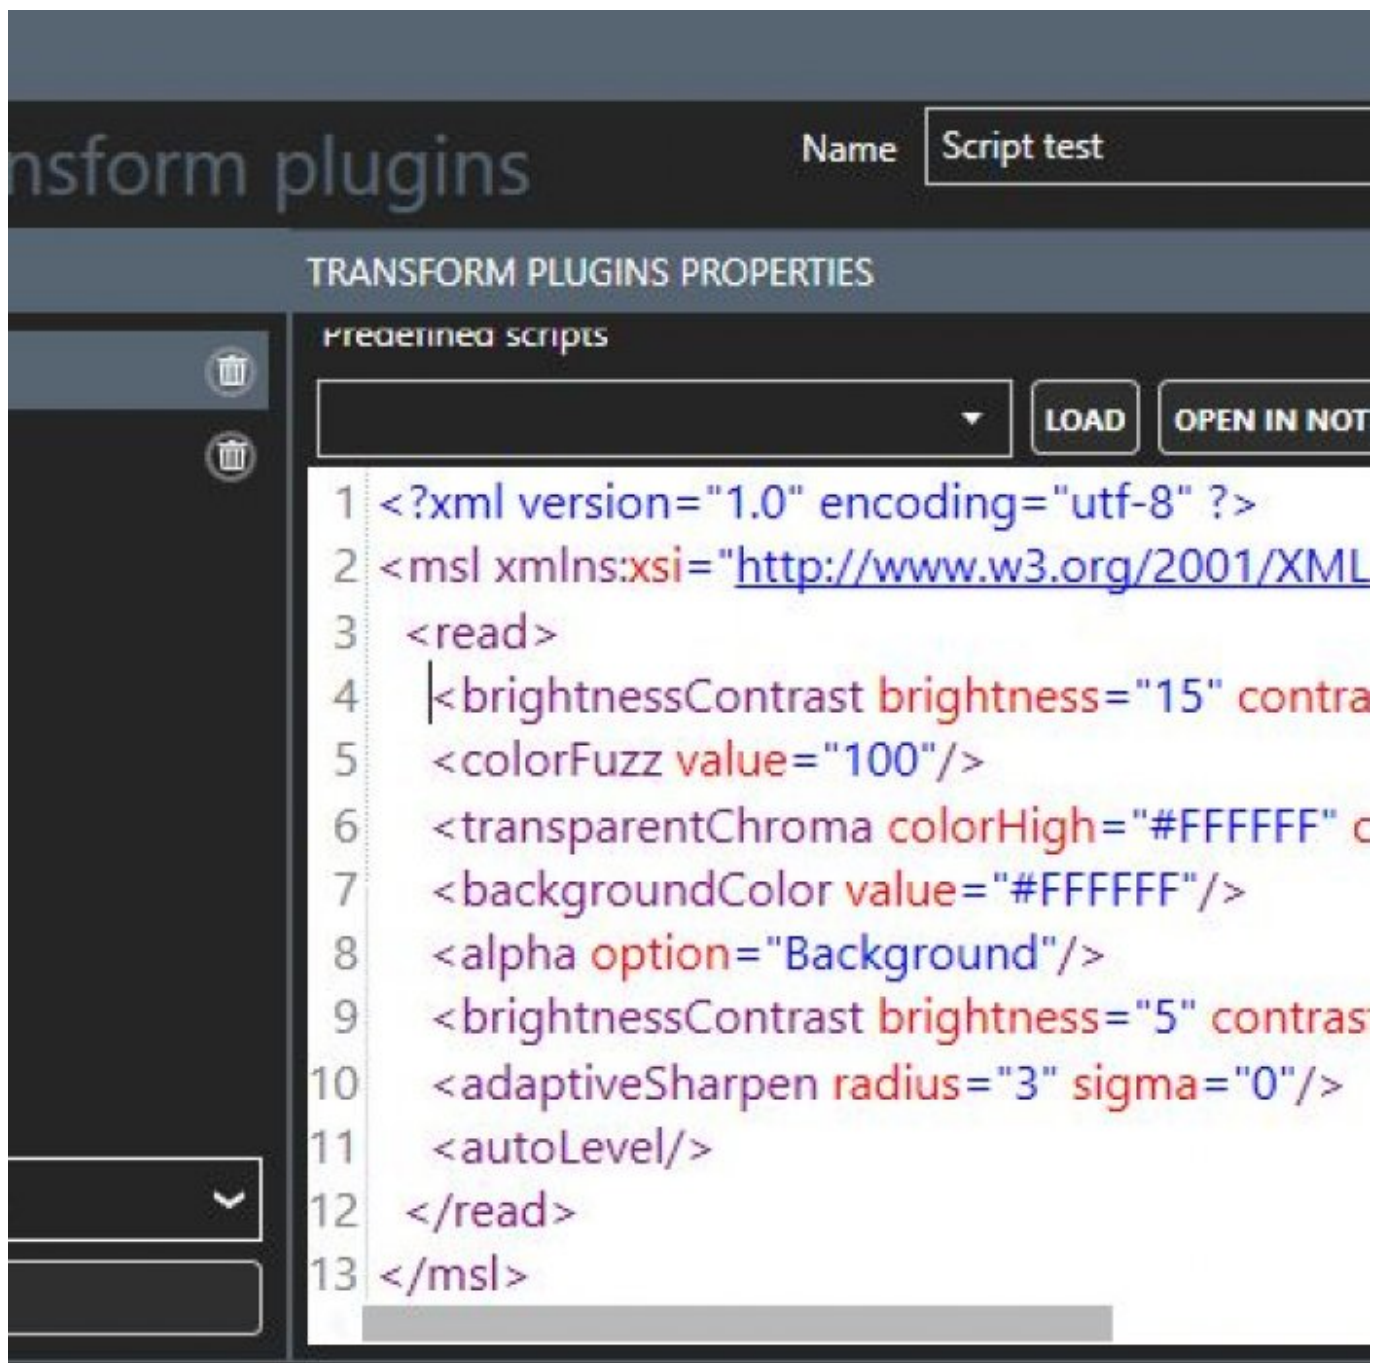 nsform plugins
Name Script test
TRANSFORM PLUGINS PROPERTIES
Predefined scripts
LOAD OPEN IN NOT
1 <?xml version="1.0" encoding="utf-8" ?>
2 <msl xmlns:xsi="http://www.w3.org/2001/XML
3 <read>
4 <brightnessContrast brightness="15" contra
5 <colorFuzz value="100"/>
6 <transparentChroma colorHigh="#FFFFFF" c
7 <backgroundColor value="#FFFFFF"/>
8 <alpha option="Background"/>
9 <brightnessContrast brightness="5" contras
10 <adaptiveSharpen radius="3" sigma="0"/>
11 <autoLevel/>
12 </read>
13 </msl>